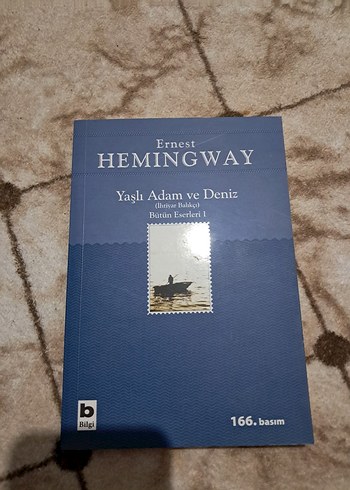 Ernest
HEMINGWAY
Yaşlı Adam ve Deniz
(İhtiyar Balıkçı)
Bütün Eserleri 1
b
Bilgi
166. basım